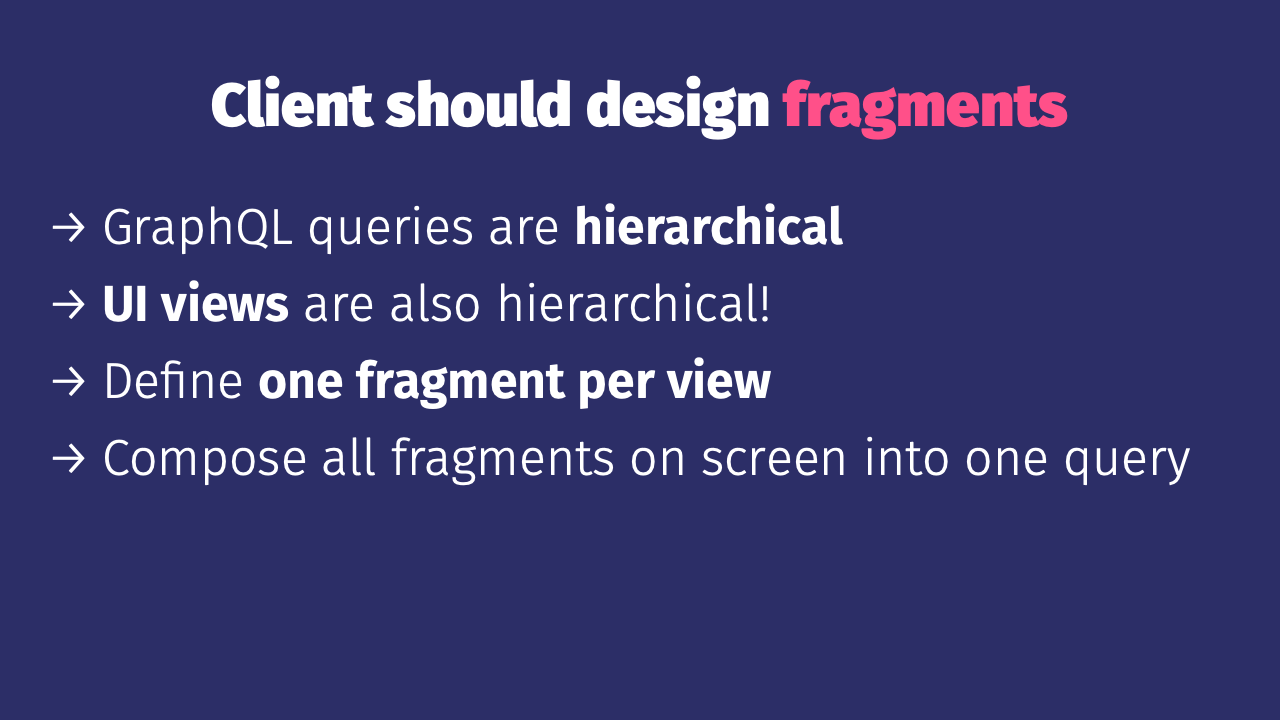 Client should design fragments
→ GraphQL queries are hierarchical
→ UI views are also hierarchical!
→ Define one fragment per view
→ Compose all fragments on screen into one query